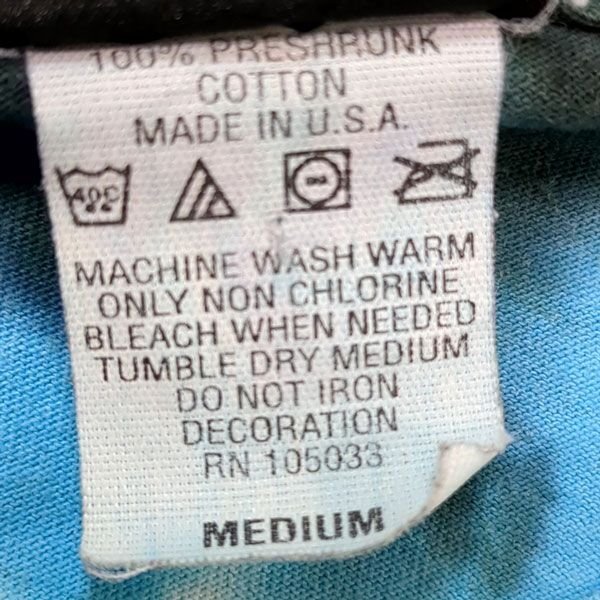 100% PRESHRUNK
COTTON
MADE IN U.S.A.
MACHINE WASH WARM
ONLY NON CHLORINE
BLEACH WHEN NEEDED
TUMBLE DRY MEDIUM
DO NOT IRON
DECORATION
RN 105033
MEDIUM